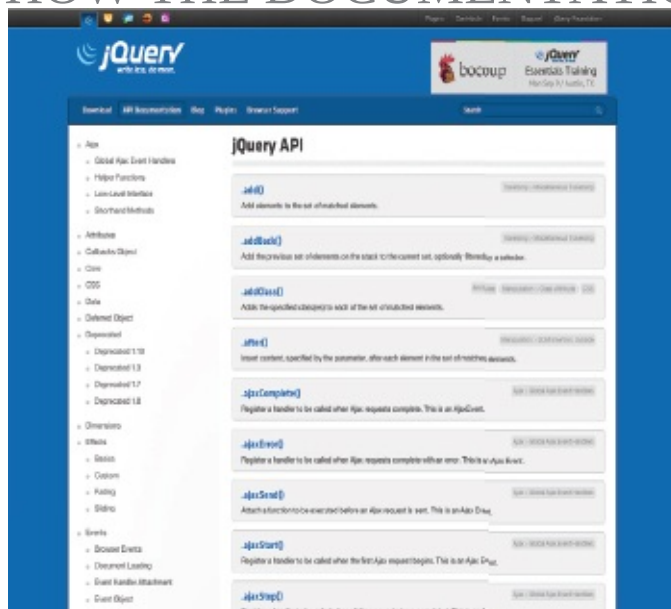 HOW THE DOCUMENTATIO
Plugins Contribute Events Support jQuery Foundation
jQuery
write less, do more.
bocoup
jQuery
Essentials Training
Download API Documentation Blog Plugins Browser Support
Search
Ajax
Global Ajax Event Handlers
Helper Functions
Low-Level Interface
Shorthand Methods
Attributes
Callbacks Object
Core
CSS
Data
Deferred Object
Deprecated
Deprecated 1.10
Deprecated 1.3
Deprecated 1.7
Deprecated 1.8
Dimensions
Effects
Basics
Custom
Fading
Sliding
Events
Browser Events
Document Loading
Event Handler Attachment
Event Object
jQuery API
.add()
Add elements to the set of matched elements.
.addBack()
Add the previous set of elements on the stack to the current set, optionally filtered by a selector.
.addClass()
Adds the specified class(es) to each of the set of matched elements.
.after()
Insert content, specified by the parameter, after each element in the set of matched elements.
.ajaxComplete()
Register a handler to be called when Ajax requests complete. This is an AjaxEvent.
.ajaxError()
Register a handler to be called when Ajax requests complete with an error. This is an Ajax Event.
.ajaxSend()
Attach a function to be executed before an Ajax request is sent. This is an Ajax Event.
.ajaxStart()
Register a handler to be called when the first Ajax request begins. This is an Ajax Event.
.ajaxStop()